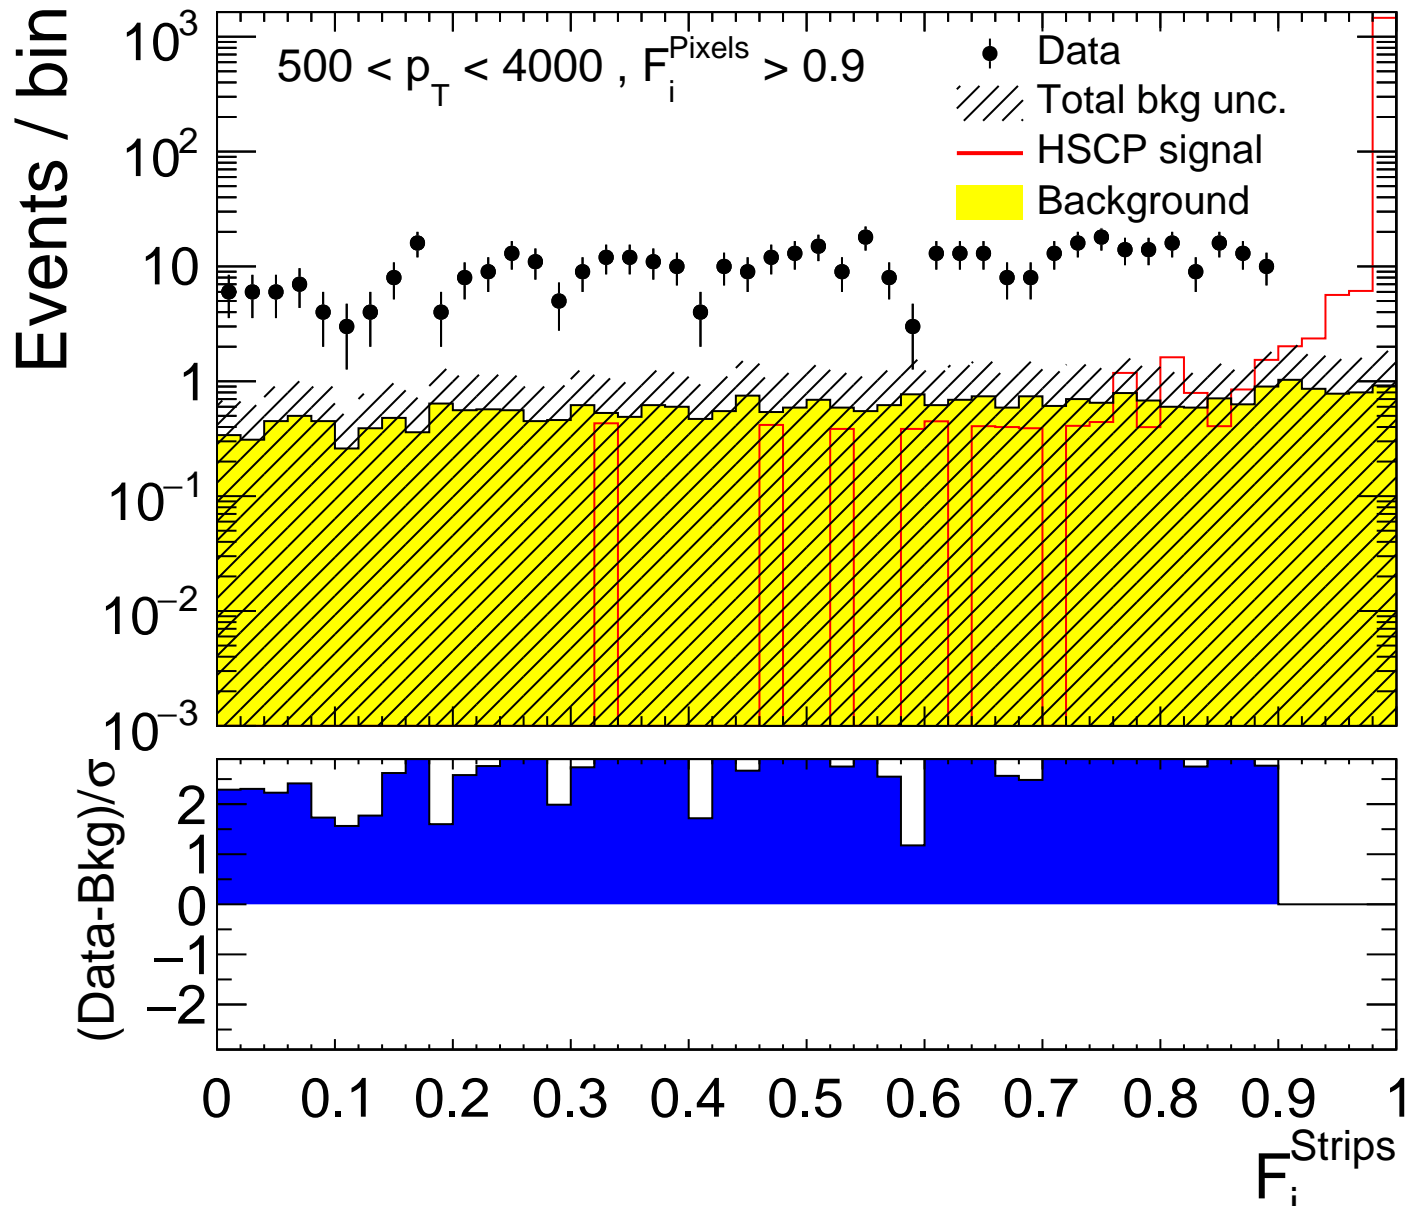 Events / bin
10³
10²
10
1
10⁻¹
10⁻²
10⁻³
500 < p_T < 4000 , F_i^Pixels > 0.9
Data
Total bkg unc.
HSCP signal
Background
(Data-Bkg)/σ
2
1
0
−1
−2
0 0.1 0.2 0.3 0.4 0.5 0.6 0.7 0.8 0.9 1
F_i^Strips